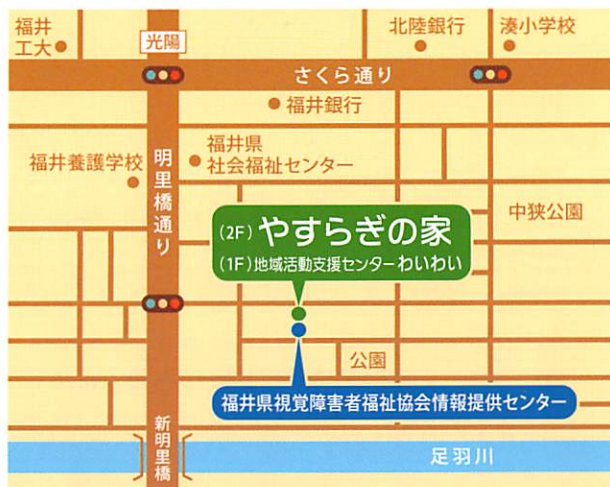 福井
工大
光陽
北陸銀行
湊小学校
さくら通り
福井銀行
福井県
社会福祉センター
福井養護学校
明里橋通り
中狭公園
(2F)やすらぎの家
(1F)地域活動支援センターわいわい
公園
福井県視覚障害者福祉協会情報提供センター
新明里橋
足羽川